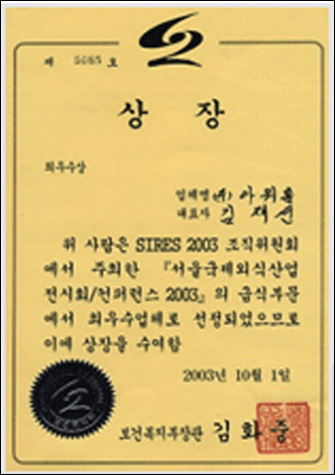 제 5085 호
상 장
최우수상
업체명 (주) 아워홈
대표자 김재선
위 사람은 SIRES 2003 조직위원회
에서 주최한 『서울국제외식산업
전시회/컨퍼런스 2003』의 급식부문
에서 최우수업체로 선정되었으므로
이에 상장을 수여함
2003년 10월 1일
보건복지부장관 김화중